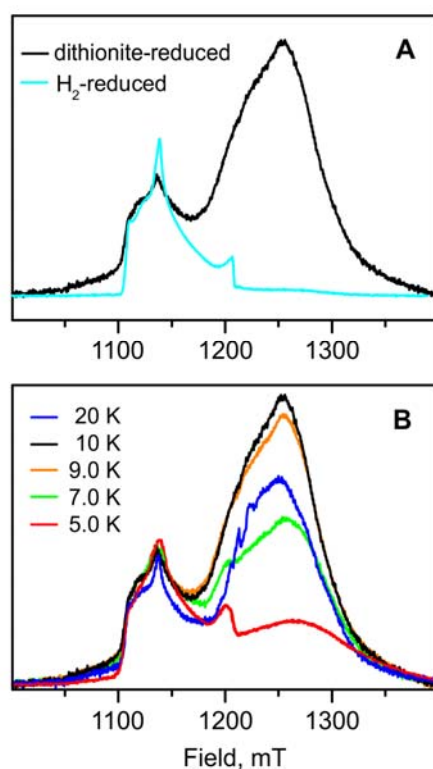 A
dithionite-reduced
H₂-reduced
1100 1200 1300
B
20 K
10 K
9.0 K
7.0 K
5.0 K
1100 1200 1300
Field, mT